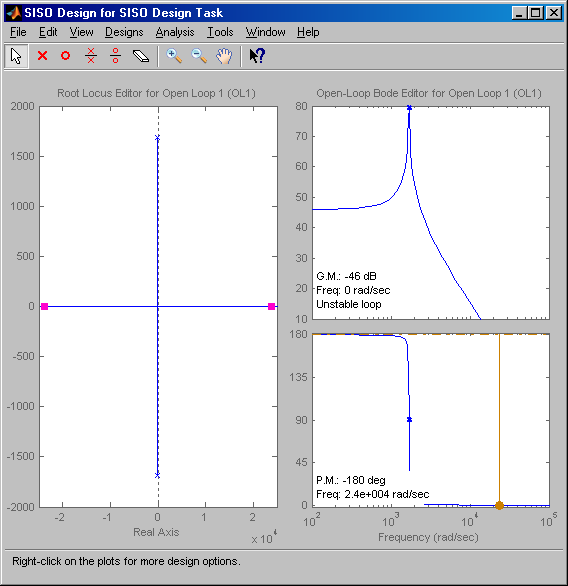 SISO Design for SISO Design Task
File Edit View Designs Analysis Tools Window Help
Root Locus Editor for Open Loop 1 (OL1)
2000
1500
1000
500
0
-500
-1000
-1500
-2000
-2 -1 0 1 2
x 10^4
Real Axis
Open-Loop Bode Editor for Open Loop 1 (OL1)
80
70
60
50
40
30
20
10
G.M.: -46 dB
Freq: 0 rad/sec
Unstable loop
180
135
90
45
0
P.M.: -180 deg
Freq: 2.4e+004 rad/sec
10^2 10^3 10^4 10^5
Frequency (rad/sec)
Right-click on the plots for more design options.